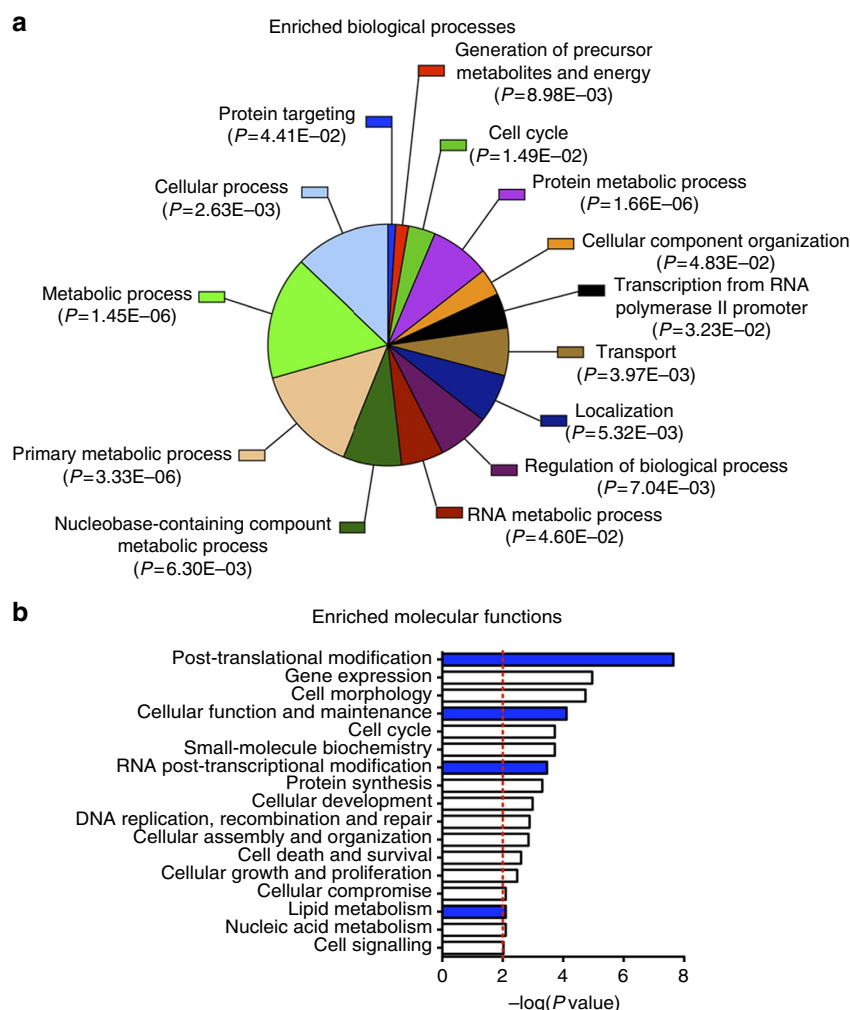 a
Enriched biological processes
Generation of precursor
metabolites and energy
(P=8.98E–03)
Protein targeting
(P=4.41E–02)
Cell cycle
(P=1.49E–02)
Cellular process
(P=2.63E–03)
Protein metabolic process
(P=1.66E–06)
Cellular component organization
(P=4.83E–02)
Metabolic process
(P=1.45E–06)
Transcription from RNA
polymerase II promoter
(P=3.23E–02)
Transport
(P=3.97E–03)
Localization
(P=5.32E–03)
Primary metabolic process
(P=3.33E–06)
Regulation of biological process
(P=7.04E–03)
RNA metabolic process
(P=4.60E–02)
Nucleobase-containing compount
metabolic process
(P=6.30E–03)
b
Enriched molecular functions
Post-translational modification
Gene expression
Cell morphology
Cellular function and maintenance
Cell cycle
Small-molecule biochemistry
RNA post-transcriptional modification
Protein synthesis
Cellular development
DNA replication, recombination and repair
Cellular assembly and organization
Cell death and survival
Cellular growth and proliferation
Cellular compromise
Lipid metabolism
Nucleic acid metabolism
Cell signalling
0 2 4 6 8
–log(P value)